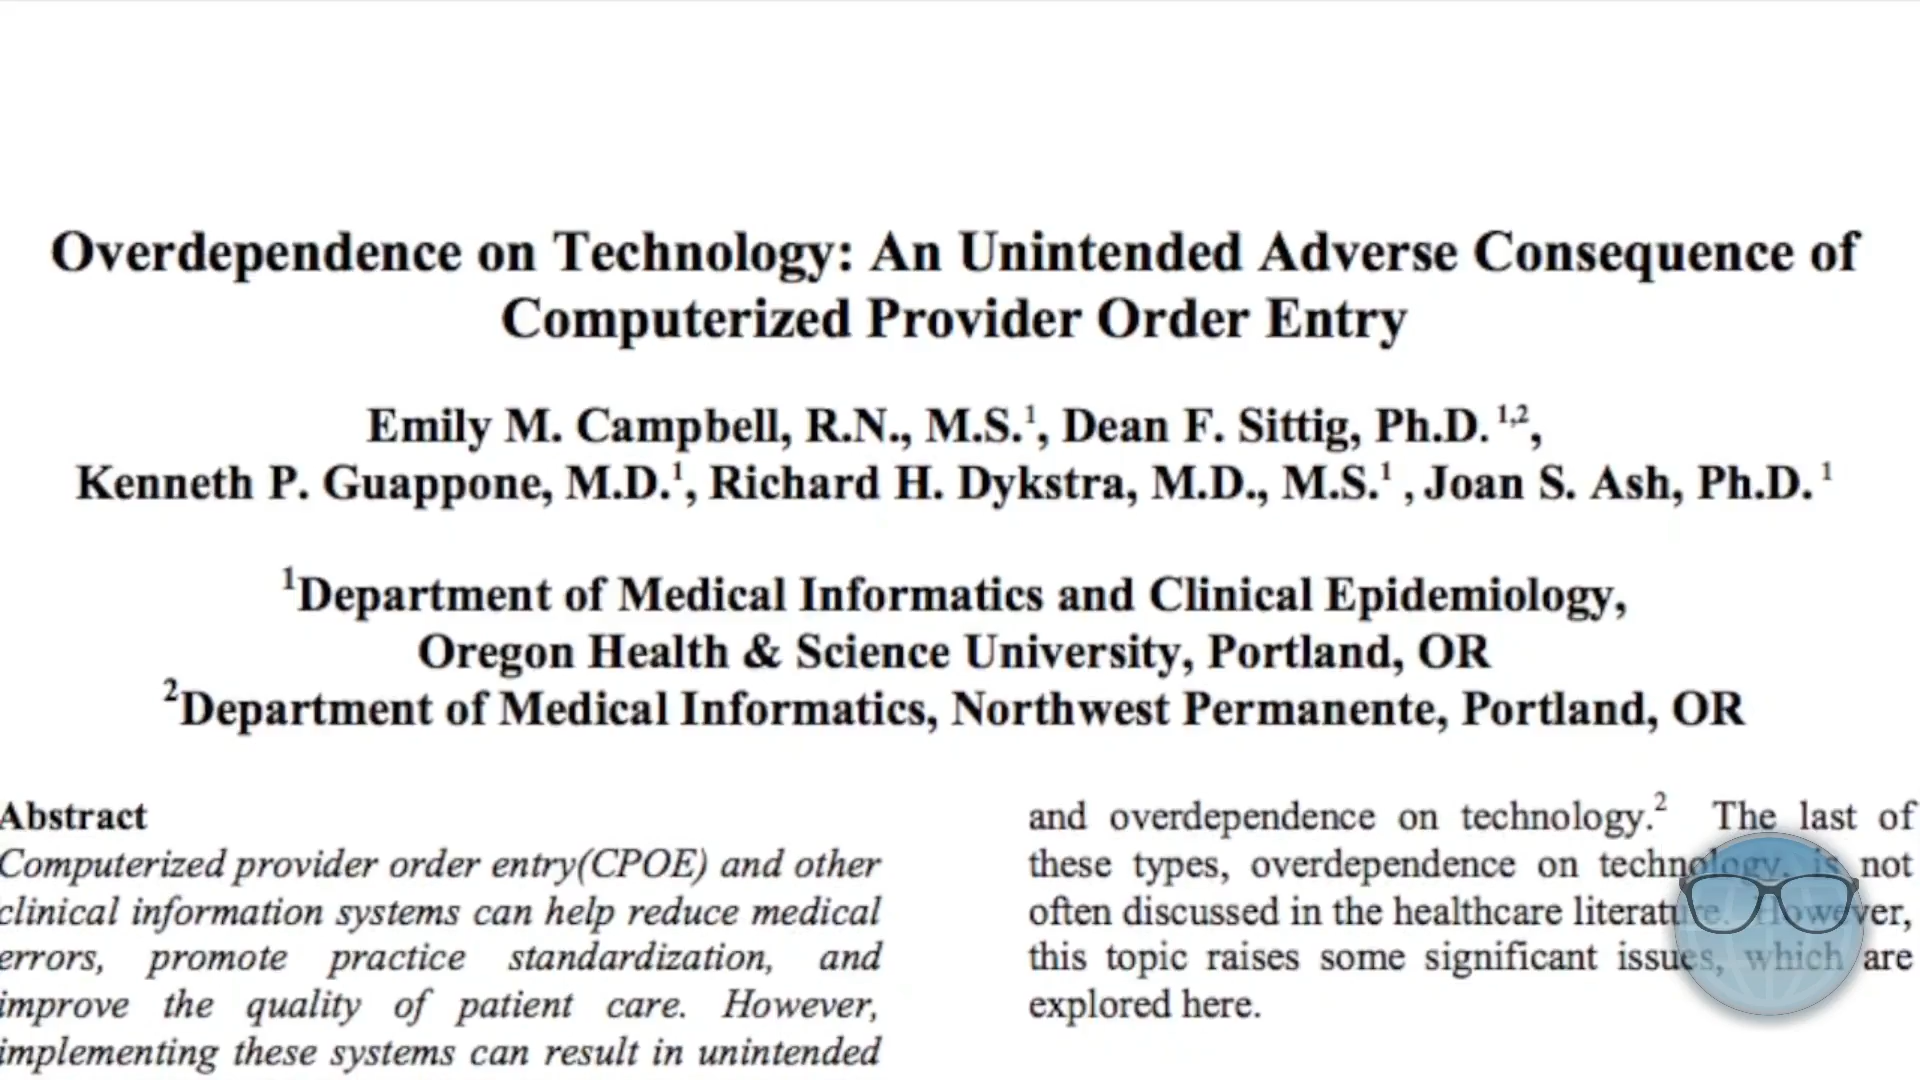 Overdependence on Technology: An Unintended Adverse Consequence of
Computerized Provider Order Entry
Emily M. Campbell, R.N., M.S.¹, Dean F. Sittig, Ph.D. ¹,²,
Kenneth P. Guappone, M.D.¹, Richard H. Dykstra, M.D., M.S.¹ , Joan S. Ash, Ph.D. ¹
¹Department of Medical Informatics and Clinical Epidemiology,
Oregon Health & Science University, Portland, OR
²Department of Medical Informatics, Northwest Permanente, Portland, OR
Abstract
Computerized provider order entry(CPOE) and other
clinical information systems can help reduce medical
errors, promote practice standardization, and
improve the quality of patient care. However,
implementing these systems can result in unintended
and overdependence on technology.² The last of
these types, overdependence on technology, is not
often discussed in the healthcare literature. However,
this topic raises some significant issues, which are
explored here.